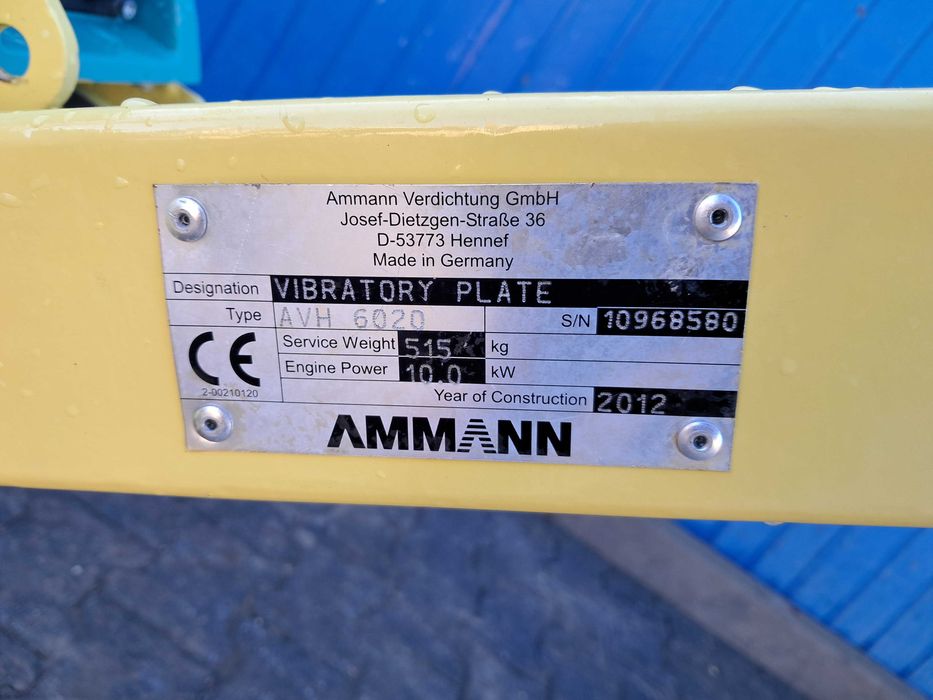 Ammann Verdichtung GmbH
Josef-Dietzgen-Straße 36
D-53773 Hennef
Made in Germany
Designation VIBRATORY PLATE
Type AVH 6020 S/N 10968580
CE Service Weight 515 kg
Engine Power 10.0 kW
2-00210120
Year of Construction 2012
AMMANN